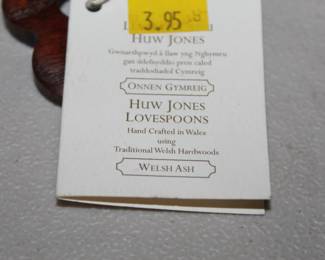 3.95
HUW JONES
Gwnaethpwyd â llaw yng Nghymru
gan ddefnyddio pren caled
traddodiadol Cymreig
ONNEN GYMREIG
HUW JONES
LOVESPOONS
Hand Crafted in Wales
using
Traditional Welsh Hardwoods
WELSH ASH